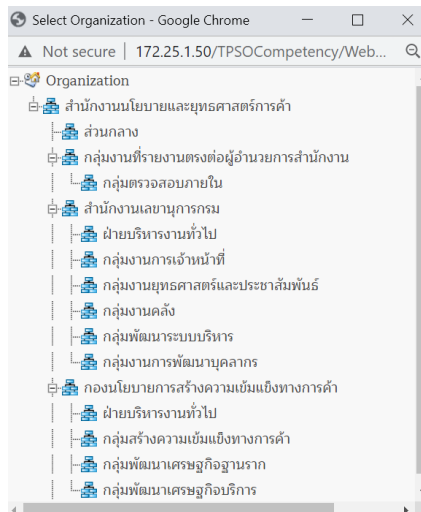 Select Organization - Google Chrome
Not secure | 172.25.1.50/TPSOCompetency/Web...
Organization
สำนักงานนโยบายและยุทธศาสตร์การค้า
ส่วนกลาง
กลุ่มงานที่รายงานตรงต่อผู้อำนวยการสำนักงาน
กลุ่มตรวจสอบภายใน
สำนักงานเลขานุการกรม
ฝ่ายบริหารงานทั่วไป
กลุ่มงานการเจ้าหน้าที่
กลุ่มงานยุทธศาสตร์และประชาสัมพันธ์
กลุ่มงานคลัง
กลุ่มพัฒนาระบบบริหาร
กลุ่มงานการพัฒนาบุคลากร
กองนโยบายการสร้างความเข้มแข็งทางการค้า
ฝ่ายบริหารงานทั่วไป
กลุ่มสร้างความเข้มแข็งทางการค้า
กลุ่มพัฒนาเศรษฐกิจฐานราก
กลุ่มพัฒนาเศรษฐกิจบริการ